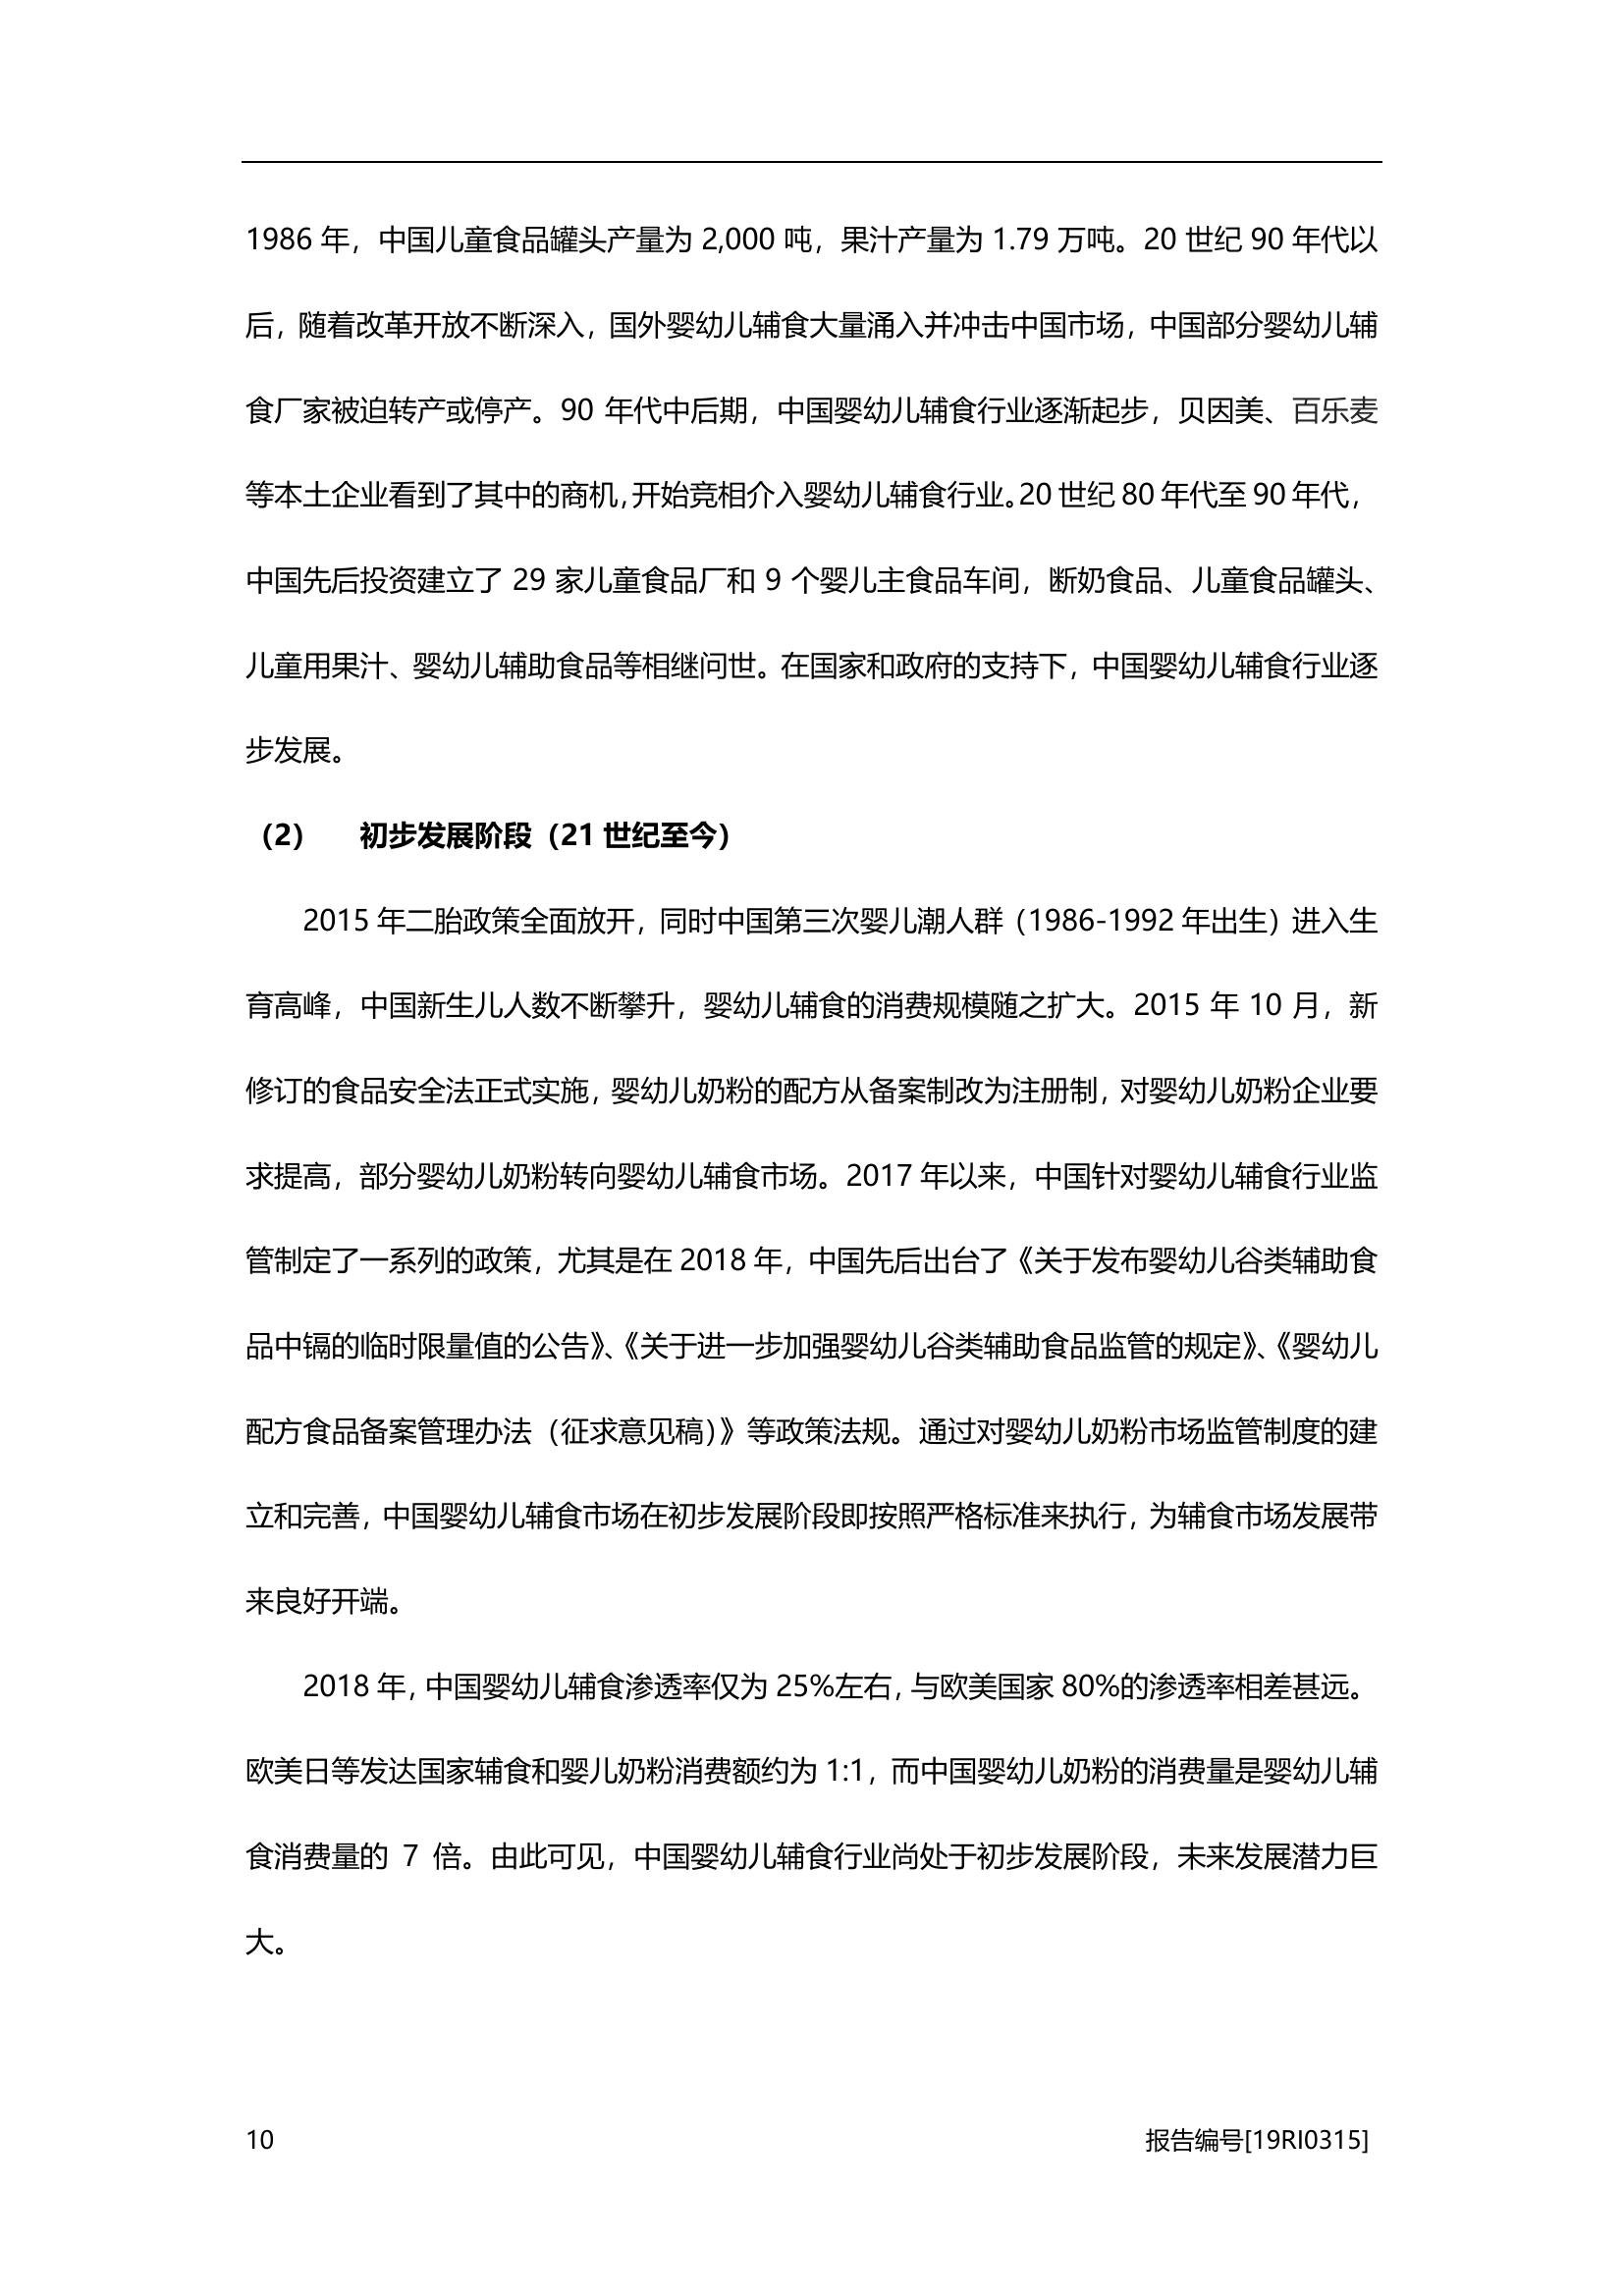 1986 年，中国儿童食品罐头产量为 2,000 吨，果汁产量为 1.79 万吨。20 世纪 90 年代以
后，随着改革开放不断深入，国外婴幼儿辅食大量涌入并冲击中国市场，中国部分婴幼儿辅
食厂家被迫转产或停产。90 年代中后期，中国婴幼儿辅食行业逐渐起步，贝因美、百乐麦
等本土企业看到了其中的商机，开始竞相介入婴幼儿辅食行业。20 世纪 80 年代至 90 年代，
中国先后投资建立了 29 家儿童食品厂和 9 个婴儿主食品车间，断奶食品、儿童食品罐头、
儿童用果汁、婴幼儿辅助食品等相继问世。在国家和政府的支持下，中国婴幼儿辅食行业逐
步发展。
（2） 初步发展阶段（21 世纪至今）
2015 年二胎政策全面放开，同时中国第三次婴儿潮人群（1986-1992 年出生）进入生
育高峰，中国新生儿人数不断攀升，婴幼儿辅食的消费规模随之扩大。2015 年 10 月，新
修订的食品安全法正式实施，婴幼儿奶粉的配方从备案制改为注册制，对婴幼儿奶粉企业要
求提高，部分婴幼儿奶粉转向婴幼儿辅食市场。2017 年以来，中国针对婴幼儿辅食行业监
管制定了一系列的政策，尤其是在 2018 年，中国先后出台了《关于发布婴幼儿谷类辅助食
品中镉的临时限量值的公告》、《关于进一步加强婴幼儿谷类辅助食品监管的规定》、《婴幼儿
配方食品备案管理办法（征求意见稿）》等政策法规。通过对婴幼儿奶粉市场监管制度的建
立和完善，中国婴幼儿辅食市场在初步发展阶段即按照严格标准来执行，为辅食市场发展带
来良好开端。
2018 年，中国婴幼儿辅食渗透率仅为 25%左右，与欧美国家 80%的渗透率相差甚远。
欧美日等发达国家辅食和婴儿奶粉消费额约为 1:1，而中国婴幼儿奶粉的消费量是婴幼儿辅
食消费量的 7 倍。由此可见，中国婴幼儿辅食行业尚处于初步发展阶段，未来发展潜力巨
大。
10 报告编号[19RI0315]